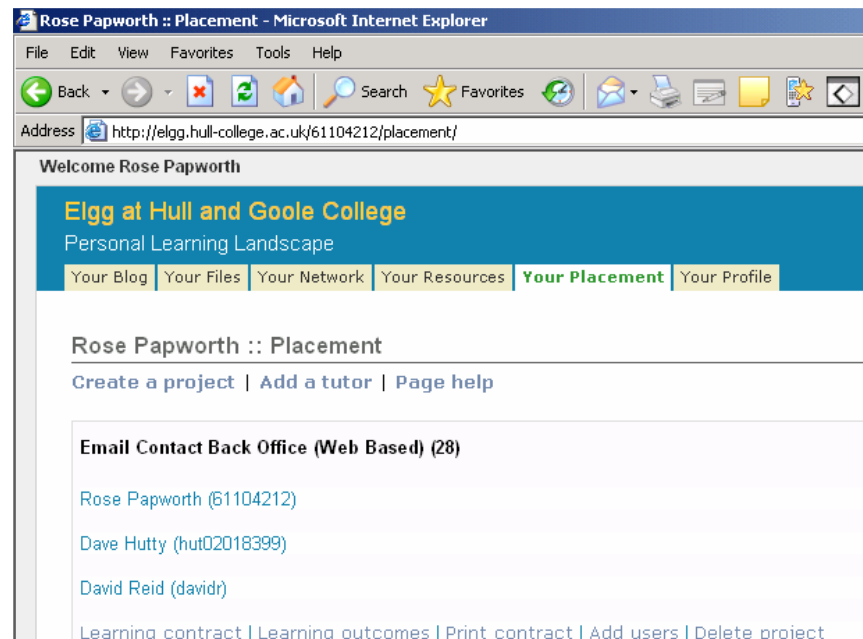 Rose Papworth :: Placement - Microsoft Internet Explorer
File Edit View Favorites Tools Help
Back Search Favorites
Address http://elgg.hull-college.ac.uk/61104212/placement/
Welcome Rose Papworth
Elgg at Hull and Goole College
Personal Learning Landscape
Your Blog Your Files Your Network Your Resources Your Placement Your Profile
Rose Papworth :: Placement
Create a project | Add a tutor | Page help
Email Contact Back Office (Web Based) (28)
Rose Papworth (61104212)
Dave Hutty (hut02018399)
David Reid (davidr)
Learning contract | Learning outcomes | Print contract | Add users | Delete project